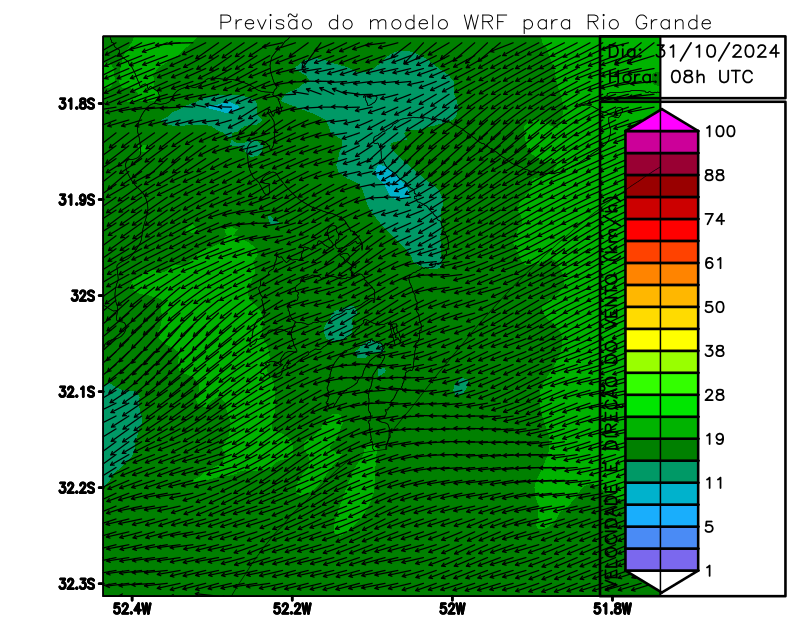 Previsão do modelo WRF para Rio Grande
Dia: 31/10/2024
Hora: 08h UTC
31.8S
31.9S
32S
32.1S
32.2S
32.3S
52.4W
52.2W
52W
51.8W
VELOCIDADE E DIRECAO DO VENTO (km/h)
100
88
74
61
50
38
28
19
11
5
1